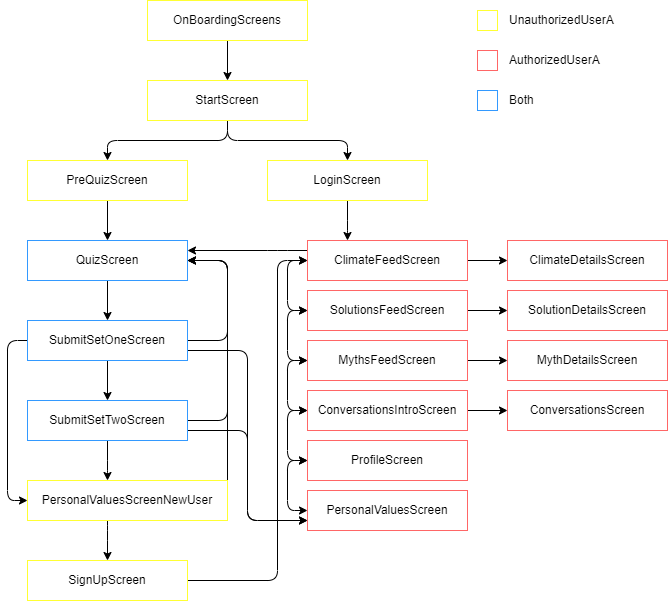 OnBoardingScreens
UnauthorizedUserA
AuthorizedUserA
StartScreen
Both
PreQuizScreen
LoginScreen
QuizScreen
ClimateFeedScreen
ClimateDetailsScreen
SolutionsFeedScreen
SolutionDetailsScreen
SubmitSetOneScreen
MythsFeedScreen
MythDetailsScreen
SubmitSetTwoScreen
ConversationsIntroScreen
ConversationsScreen
ProfileScreen
PersonalValuesScreenNewUser
PersonalValuesScreen
SignUpScreen